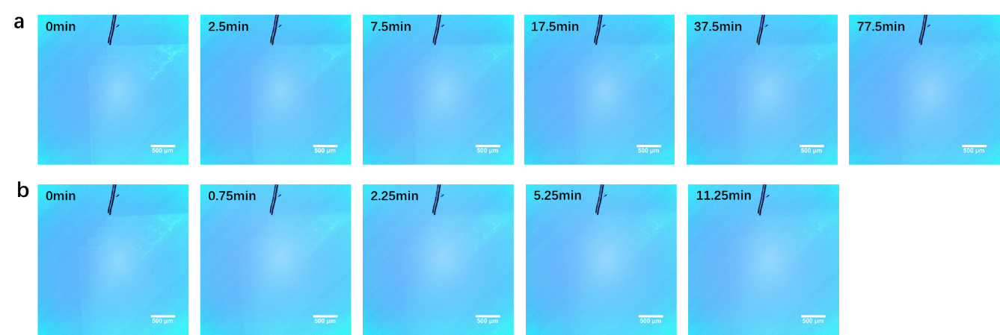 a
0min 2.5min 7.5min 17.5min 37.5min 77.5min
500 μm 500 μm 500 μm 500 μm 500 μm 500 μm
b
0min 0.75min 2.25min 5.25min 11.25min
500 μm 500 μm 500 μm 500 μm 500 μm